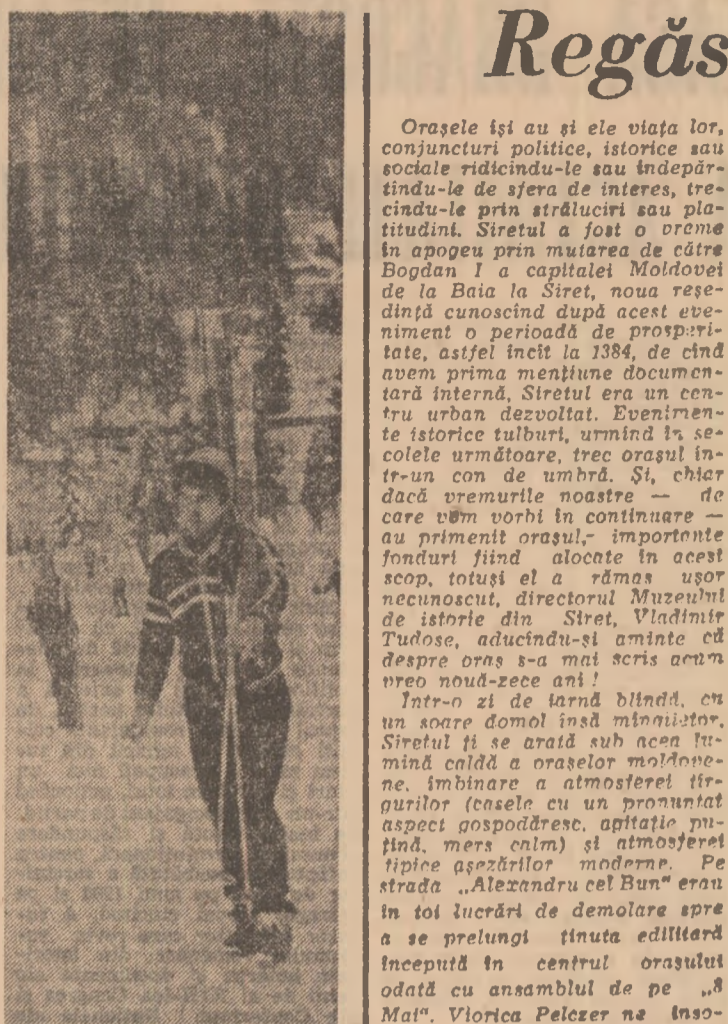 Regăs
Orașele își au și ele viața lor,
conjuncturi politice, istorice sau
sociale ridicîndu-le sau îndepăr-
tîndu-le de sfera de interes, tre-
cîndu-le prin străluciri sau pla-
titudini. Siretul a fost o vreme
în apogeu prin mutarea de către
Bogdan I a capitalei Moldovei
de la Baia la Siret, noua reșe-
dință cunoscînd după acest eve-
niment o perioadă de prosperi-
tate, astfel încît la 1384, de cînd
avem prima mențiune documen-
tară internă, Siretul era un cen-
tru urban dezvoltat. Evenimen-
te istorice tulburi, urmînd în se-
colele următoare, trec orașul în-
tr-un con de umbră. Și, chiar
dacă vremurile noastre — de
care vom vorbi în continuare —
au primenit orașul,- importante
fonduri fiind alocate în acest
scop, totuși el a rămas ușor
necunoscut, directorul Muzeului
de istorie din Siret, Vladimir
Tudose, aducîndu-și aminte că
despre oraș s-a mai scris acum
vreo nouă-zece ani !
Într-o zi de iarnă blîndă, cu
un soare domol însă mîngîietor,
Siretul ți se arată sub acea lu-
mină caldă a orașelor moldove-
ne, îmbinare a atmosferei tîr-
gurilor (casele cu un pronunțat
aspect gospodăresc, agitație pu-
țină, mers calm) și atmosferei
tipice așezărilor moderne. Pe
strada „Alexandru cel Bun" erau
în toi lucrări de demolare spre
a se prelungi ținuta edilitară
începută în centrul orașului
odată cu ansamblul de pe „8
Mai". Viorica Pelczer ne înso-